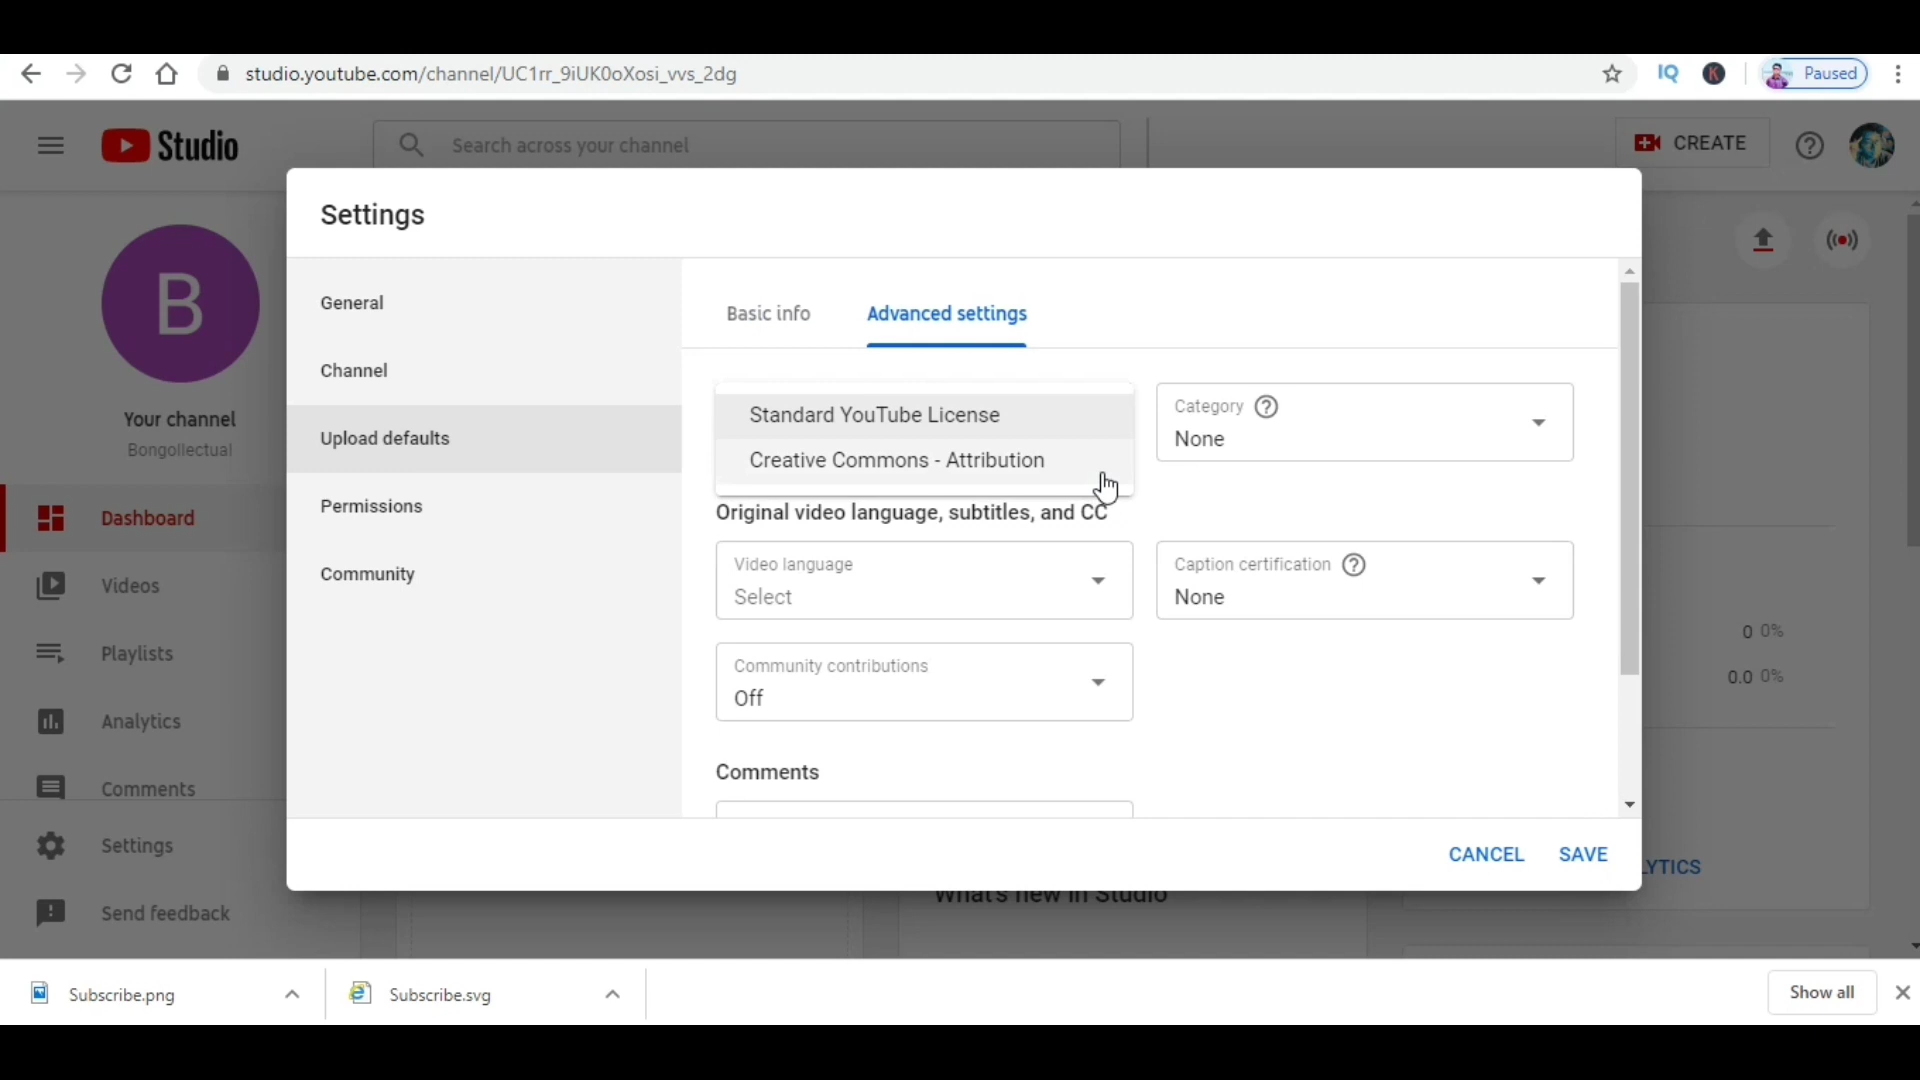 studio.youtube.com/channel/UC1rr_9iUK0oXosi_vvs_2dg
IQ
K
Paused
Studio
Search across your channel
CREATE
Settings
B
Your channel
Bongollectual
Dashboard
Videos
Playlists
Analytics
Comments
Settings
Send feedback
General
Channel
Upload defaults
Permissions
Community
Basic info
Advanced settings
Standard YouTube License
Creative Commons - Attribution
Category
None
Original video language, subtitles, and CC
Video language
Select
Caption certification
None
Community contributions
Off
Comments
0 0%
0.0 0%
CANCEL
SAVE
LYTICS
What's new in Studio
Subscribe.png
Subscribe.svg
Show all